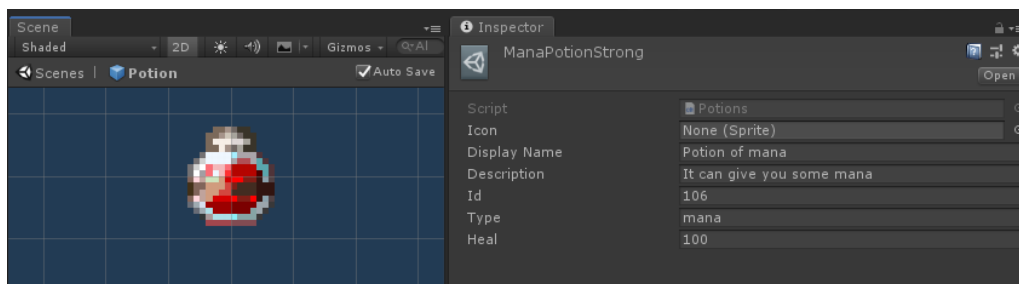 Scene
Shaded 2D Gizmos Q▾Al
Scenes | Potion Auto Save
Inspector
ManaPotionStrong
Open
Script Potions
Icon None (Sprite)
Display Name Potion of mana
Description It can give you some mana
Id 106
Type mana
Heal 100